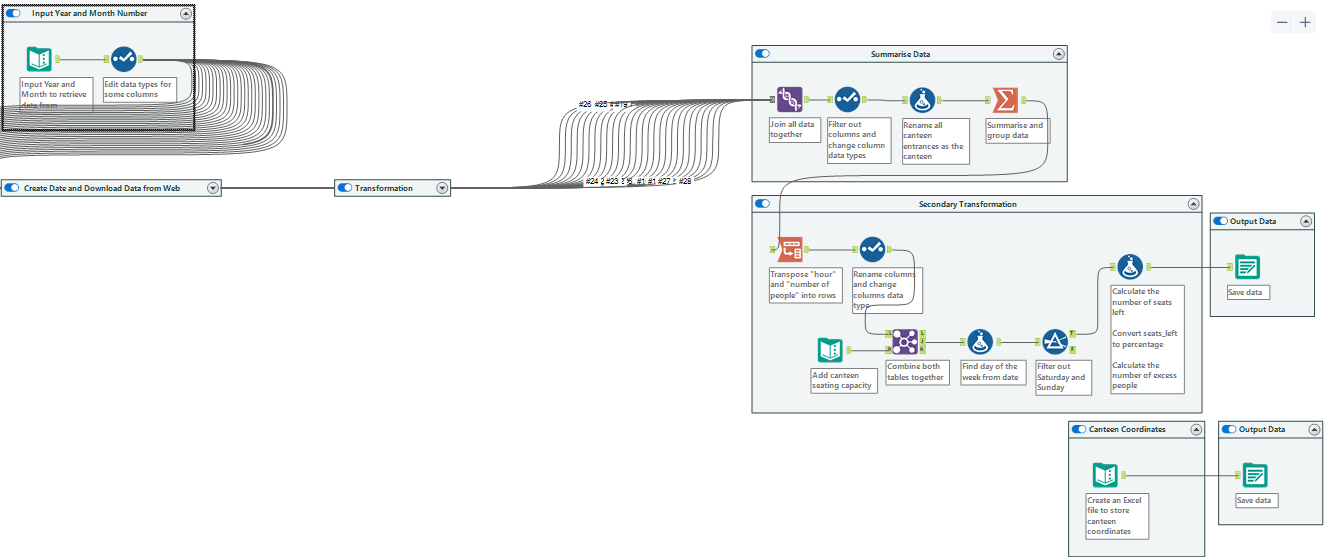 Input Year and Month Number
Input Year and
Month to retrieve
data from
Edit data types for
some columns
Create Date and Download Data from Web
Transformation
#26 #25
#24
#23
#27
#28
Summarise Data
Join all data
together
Filter out
columns and
change column
data types
Rename all
canteen
entrances as the
canteen
Summarise and
group data
Secondary Transformation
Transpose "hour"
and "number of
people" into rows
Rename columns
and change
columns data
type
Add canteen
seating capacity
Combine both
tables together
Find day of the
week from date
Filter out
Saturday and
Sunday
Calculate the
number of seats
left
Convert seats_left
to percentage
Calculate the
number of excess
people
Output Data
Save data
Canteen Coordinates
Create an Excel
file to store
canteen
coordinates
Output Data
Save data